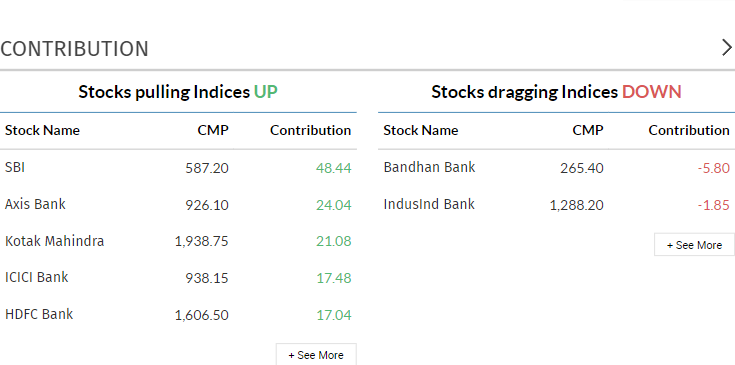 CONTRIBUTION
Stocks pulling Indices UP
Stock Name CMP Contribution
SBI 587.20 48.44
Axis Bank 926.10 24.04
Kotak Mahindra 1,938.75 21.08
ICICI Bank 938.15 17.48
HDFC Bank 1,606.50 17.04
+ See More
Stocks dragging Indices DOWN
Stock Name CMP Contribution
Bandhan Bank 265.40 -5.80
IndusInd Bank 1,288.20 -1.85
+ See More